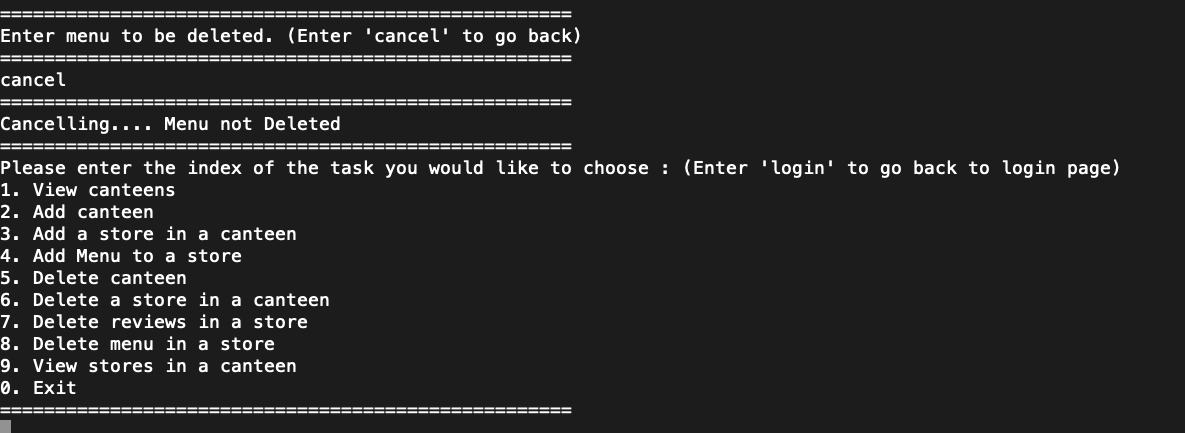 ====================================================
Enter menu to be deleted. (Enter 'cancel' to go back)
====================================================
cancel
====================================================
Cancelling.... Menu not Deleted
====================================================
Please enter the index of the task you would like to choose : (Enter 'login' to go back to login page)
1. View canteens
2. Add canteen
3. Add a store in a canteen
4. Add Menu to a store
5. Delete canteen
6. Delete a store in a canteen
7. Delete reviews in a store
8. Delete menu in a store
9. View stores in a canteen
0. Exit
====================================================